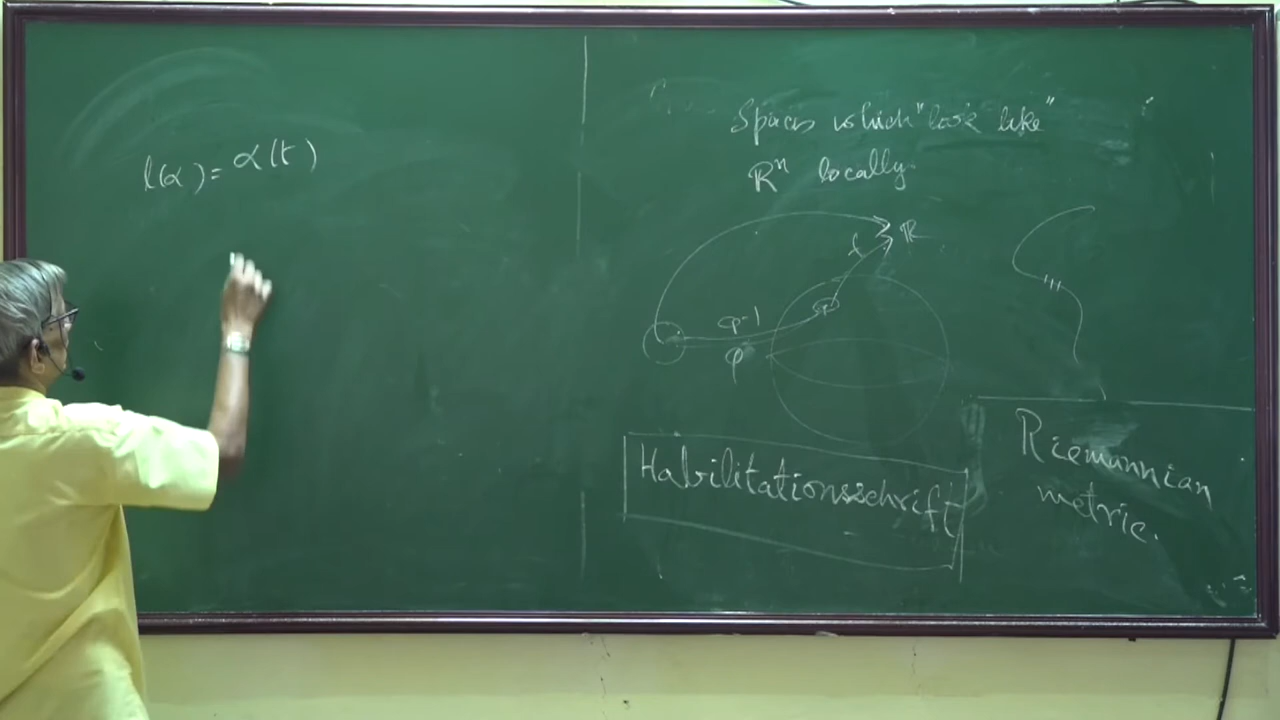 l(α) = α(t)
Spaces which "look like"
ℝⁿ locally.
ℝ
f
φ⁻¹
φ
Habilitationsschrift
Riemannian
metric.